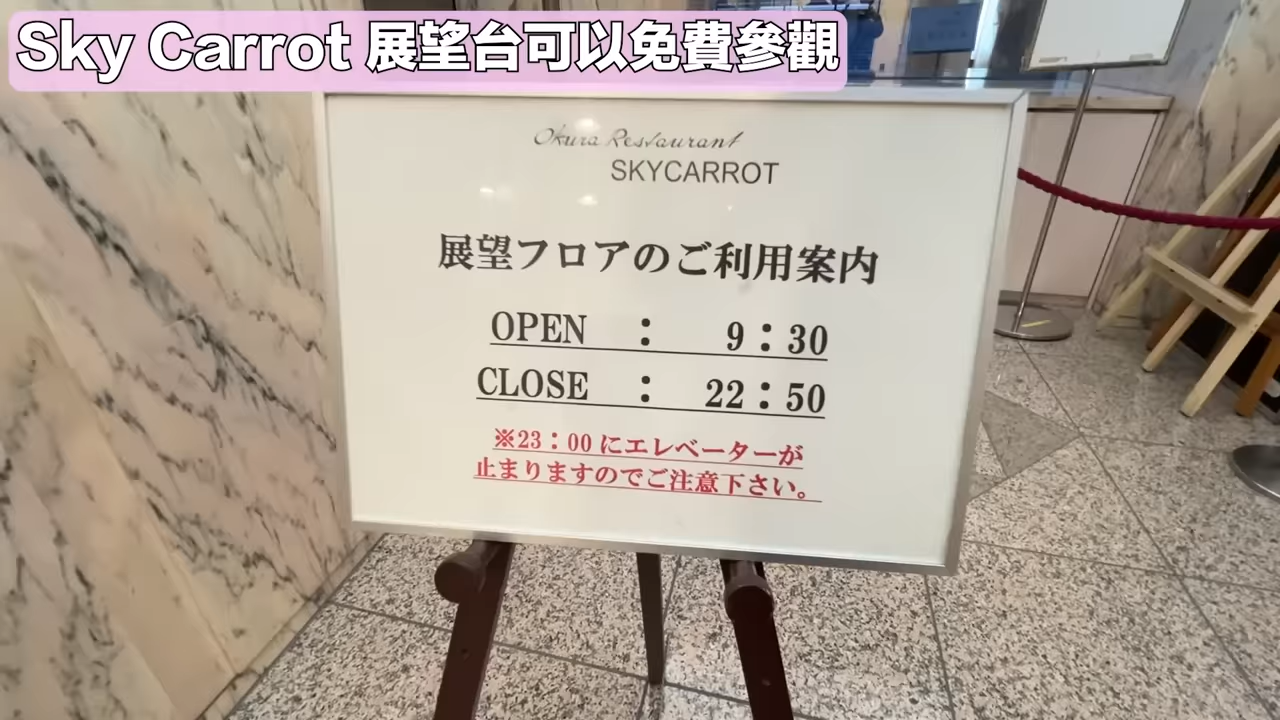 Sky Carrot 展望台可以免費參觀
Okura Restaurant
SKYCARROT
展望フロアのご利用案内
OPEN : 9:30
CLOSE : 22:50
※23:00にエレベーターが
止まりますのでご注意下さい。